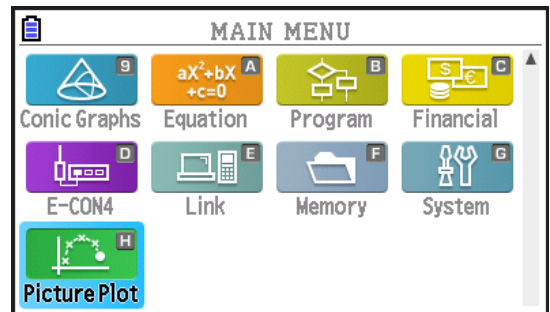 MAIN MENU
9 aX²+bX +c=0 A B $ € C
Conic Graphs Equation Program Financial
D E F G
E-CON4 Link Memory System
H
Picture Plot